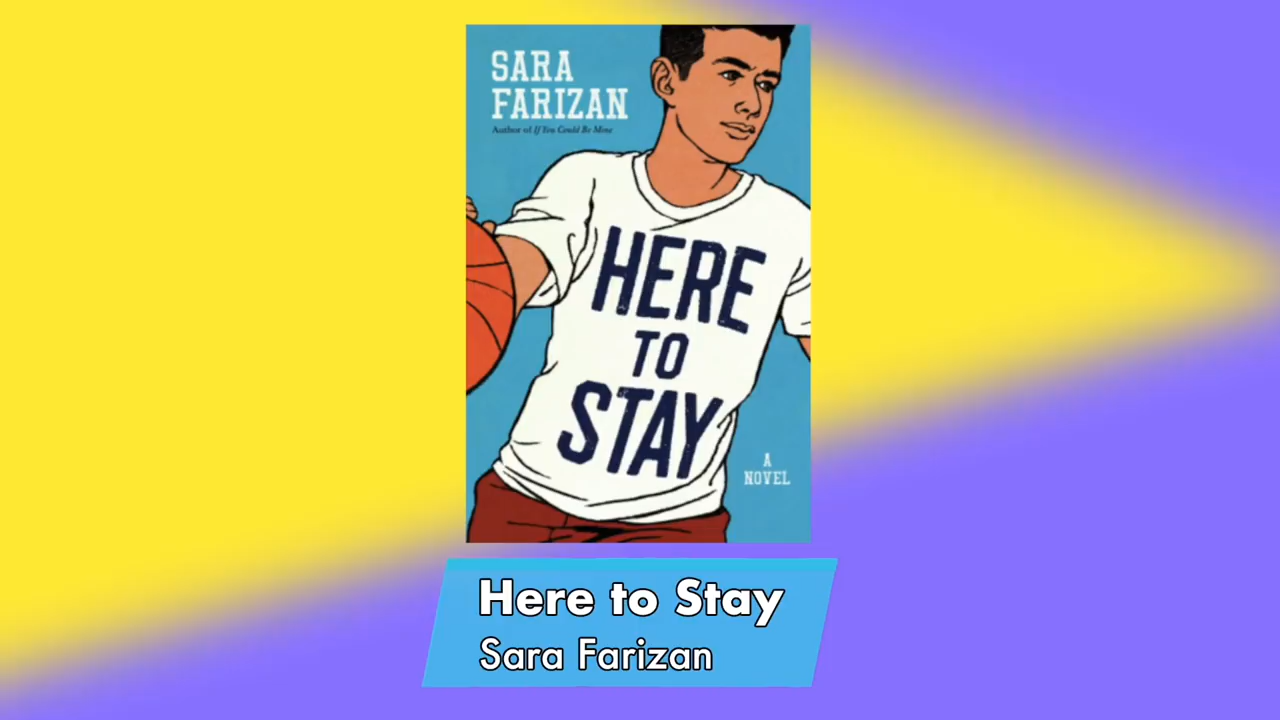 SARA
FARIZAN
Author of If You Could Be Mine
HERE
TO
STAY
A
NOVEL
Here to Stay
Sara Farizan